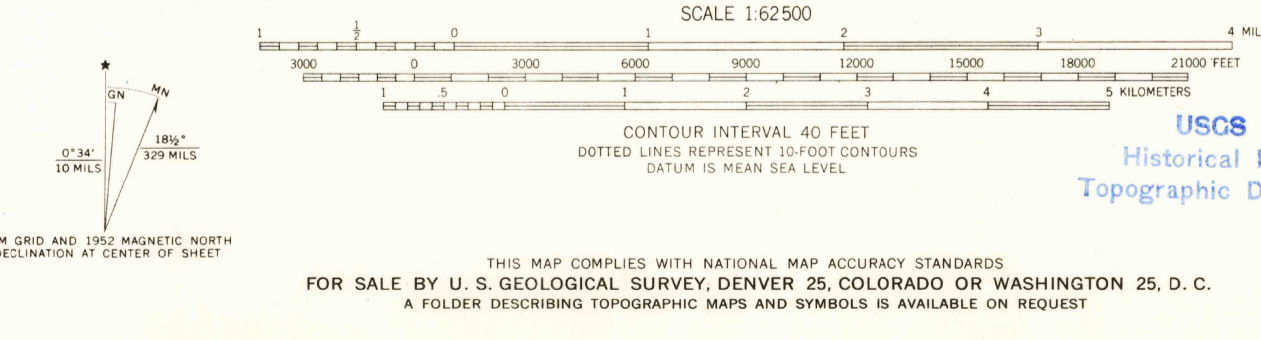 SCALE 1:62500
1 ½ 0 1 2 3 4
3000 0 3000 6000 9000 12000 15000 18000 21000 FEET
1 .5 0 1 2 3 4 5 KILOMETERS
CONTOUR INTERVAL 40 FEET
DOTTED LINES REPRESENT 10-FOOT CONTOURS
DATUM IS MEAN SEA LEVEL
GN MN
0°34' 18½°
10 MILS 329 MILS
GRID AND 1952 MAGNETIC NORTH
DECLINATION AT CENTER OF SHEET
USGS
Historical
Topographic
THIS MAP COMPLIES WITH NATIONAL MAP ACCURACY STANDARDS
FOR SALE BY U. S. GEOLOGICAL SURVEY, DENVER 25, COLORADO OR WASHINGTON 25, D. C.
A FOLDER DESCRIBING TOPOGRAPHIC MAPS AND SYMBOLS IS AVAILABLE ON REQUEST